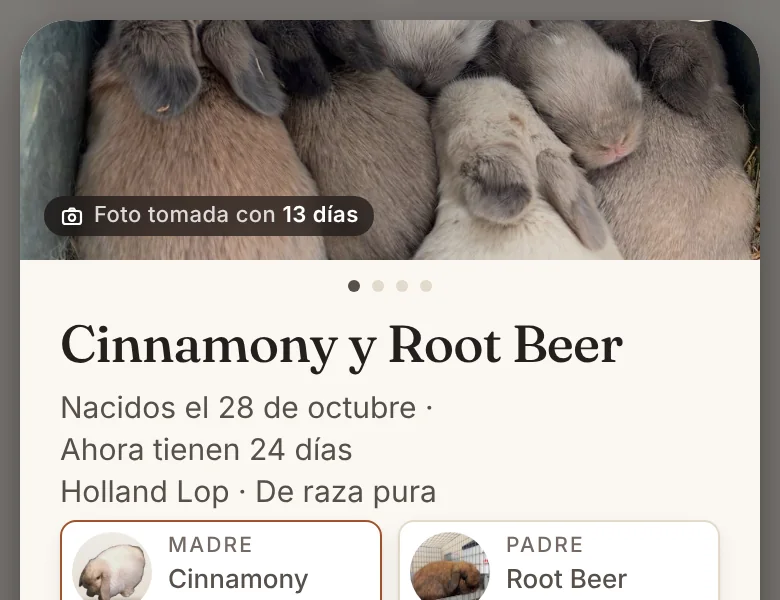 Foto tomada con 13 días
Cinnamony y Root Beer
Nacidos el 28 de octubre ·
Ahora tienen 24 días
Holland Lop · De raza pura
MADRE
Cinnamony
PADRE
Root Beer